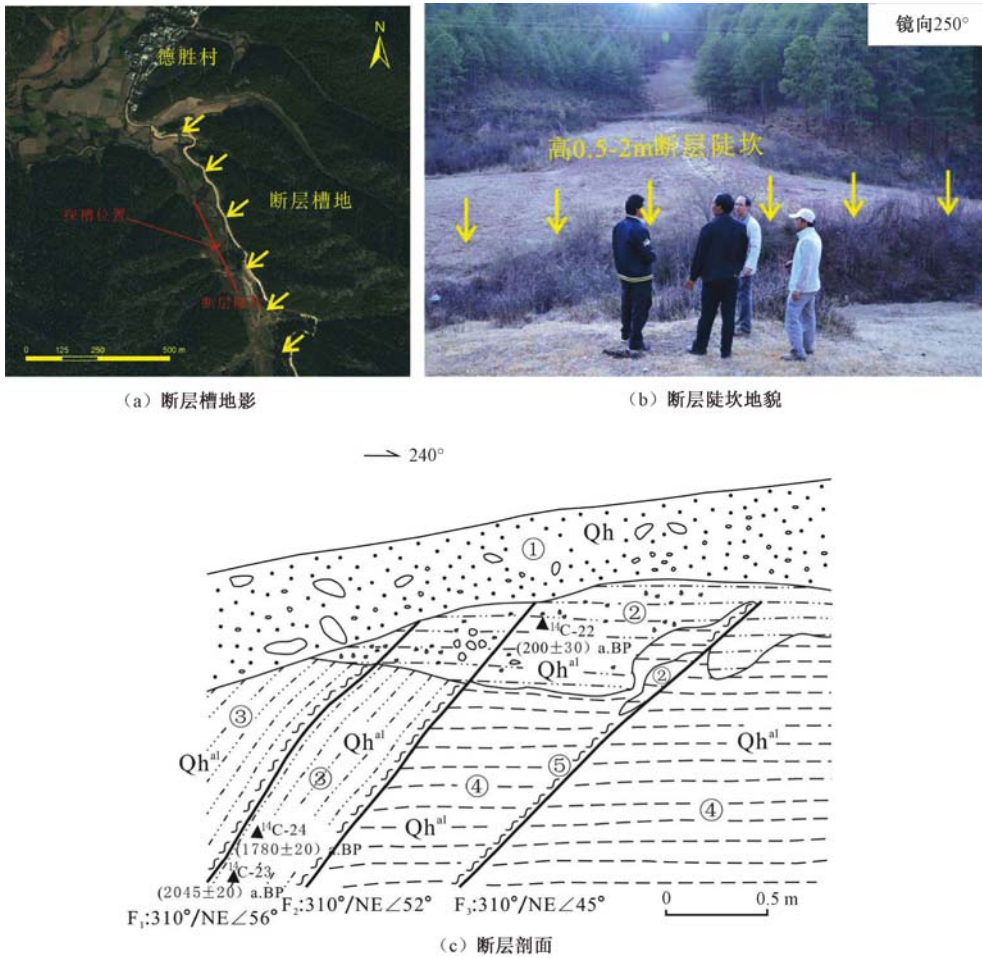 德胜村
N
断层槽地
探槽位置
0 125 250 500 m
(a) 断层槽地影
镜向250°
高0.5-2m断层陡坎
(b) 断层陡坎地貌
240°
Qh
①
②
¹⁴C-22
(200±30) a.BP
Qhᵃˡ
②
③
Qhᵃˡ
Qhᵃˡ
③
⑤
Qhᵃˡ
④
④
Qhᵃˡ
¹⁴C-24
(1780±20) a.BP
¹⁴C-23
(2045±20) a.BP
F₁:310°/NE∠56°
F₂:310°/NE∠52°
F₃:310°/NE∠45°
0 0.5 m
(c) 断层剖面